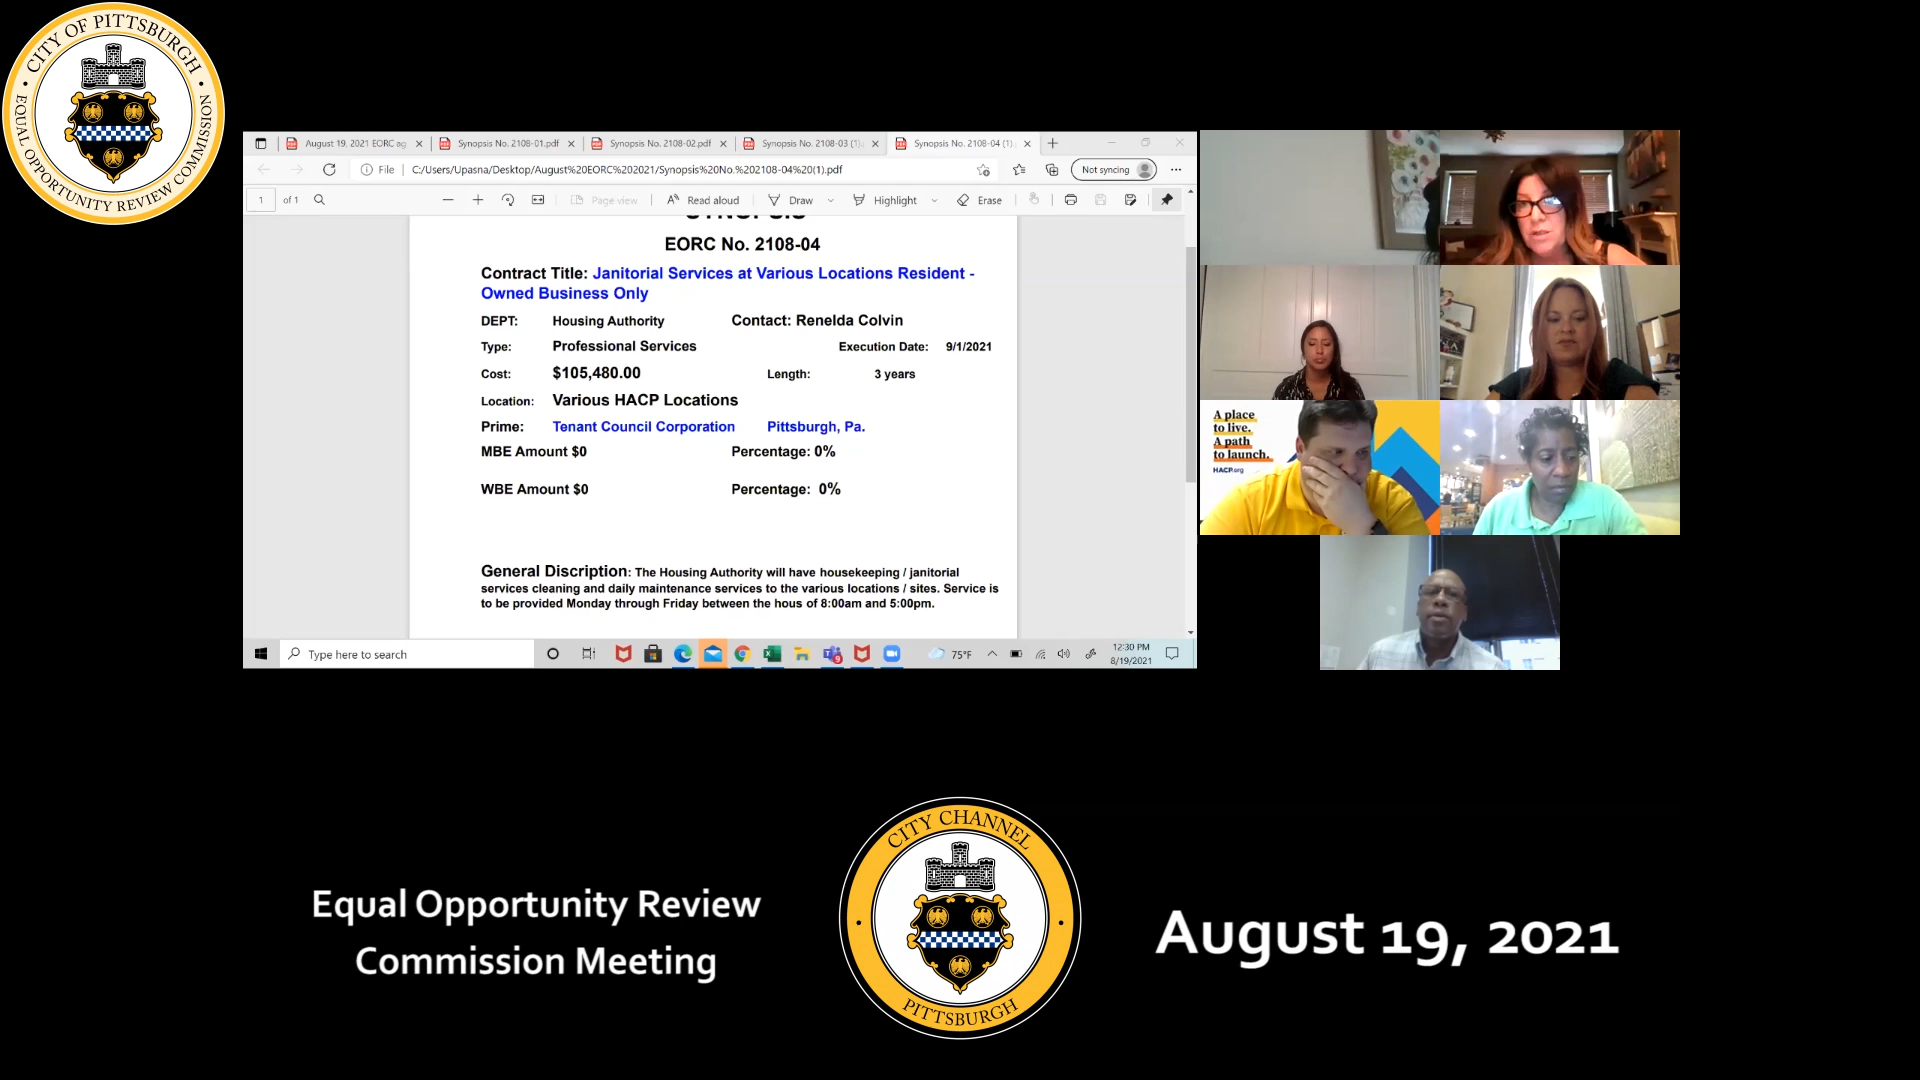 CITY OF PITTSBURGH
EQUAL OPPORTUNITY REVIEW COMMISSION
August 19, 2021 EORC ag
Synopsis No. 2108-01.pdf
Synopsis No. 2108-02.pdf
Synopsis No. 2108-03 (1).
Synopsis No. 2108-04 (1).
File
C:/Users/Upasna/Desktop/August%20EORC%202021/Synopsis%20No.%202108-04%20(1).pdf
Not syncing
1 of 1
Page view
Read aloud
Draw
Highlight
Erase
EORC No. 2108-04
Contract Title: Janitorial Services at Various Locations Resident -
Owned Business Only
DEPT: Housing Authority Contact: Renelda Colvin
Type: Professional Services Execution Date: 9/1/2021
Cost: $105,480.00 Length: 3 years
Location: Various HACP Locations
Prime: Tenant Council Corporation Pittsburgh, Pa.
MBE Amount $0 Percentage: 0%
WBE Amount $0 Percentage: 0%
General Discription: The Housing Authority will have housekeeping / janitorial
services cleaning and daily maintenance services to the various locations / sites. Service is
to be provided Monday through Friday between the hous of 8:00am and 5:00pm.
Type here to search
75°F
12:30 PM
8/19/2021
A place
to live.
A path
to launch.
HACP.org
Equal Opportunity Review
Commission Meeting
CITY CHANNEL
PITTSBURGH
August 19, 2021